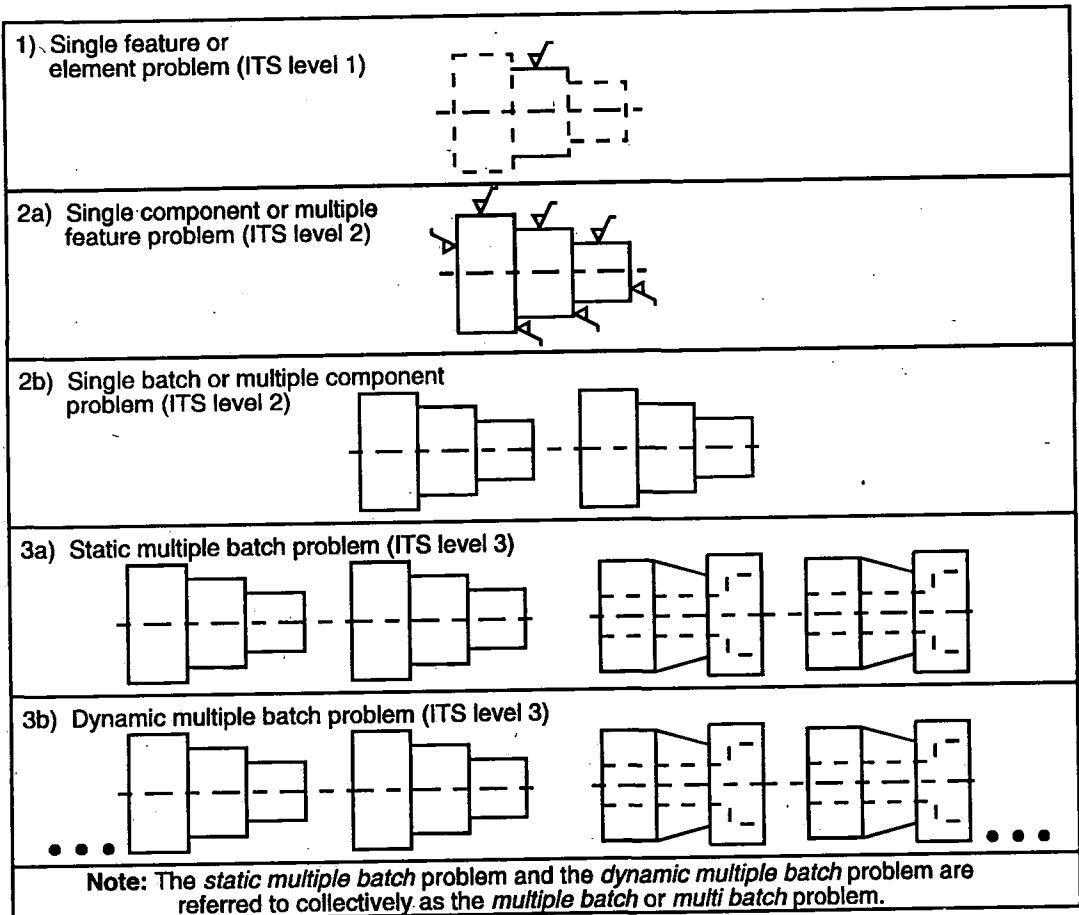 1) Single feature or
element problem (ITS level 1)
2a) Single component or multiple
feature problem (ITS level 2)
2b) Single batch or multiple component
problem (ITS level 2)
3a) Static multiple batch problem (ITS level 3)
3b) Dynamic multiple batch problem (ITS level 3)
Note: The static multiple batch problem and the dynamic multiple batch problem are
referred to collectively as the multiple batch or multi batch problem.